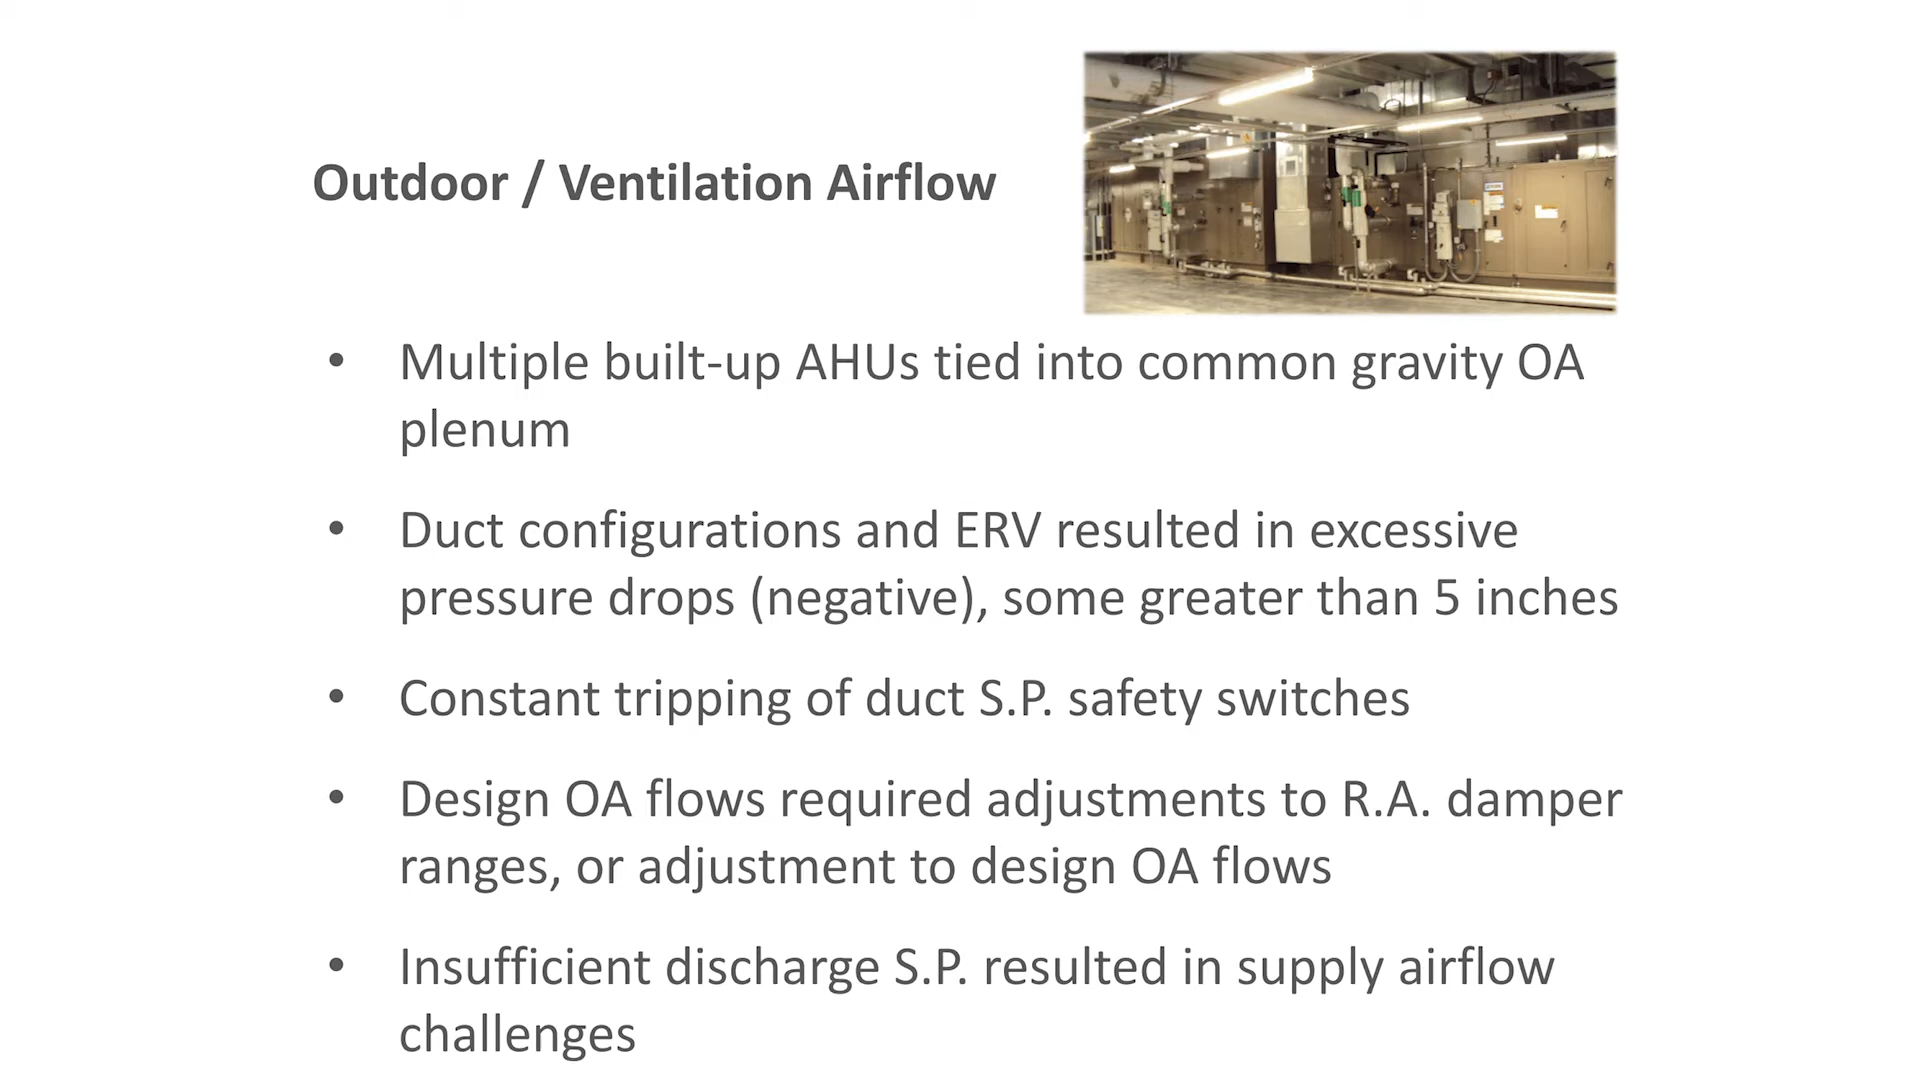 Outdoor / Ventilation Airflow
• Multiple built-up AHUs tied into common gravity OA
plenum
• Duct configurations and ERV resulted in excessive
pressure drops (negative), some greater than 5 inches
• Constant tripping of duct S.P. safety switches
• Design OA flows required adjustments to R.A. damper
ranges, or adjustment to design OA flows
• Insufficient discharge S.P. resulted in supply airflow
challenges